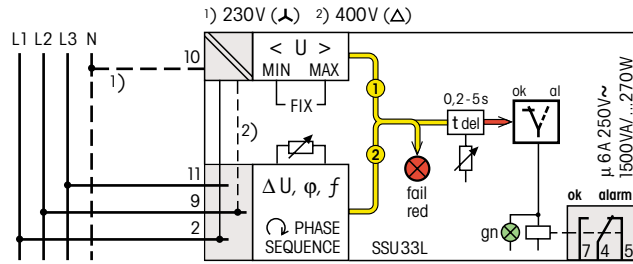 1) 230V (⅄) 2) 400V (△)
L1 L2 L3 N
10
1)
< U >
MIN MAX
FIX
2)
1
0,2-5s
t del
ok al
μ 6A 250V~
1500VA/...270W
2
fail
red
11
9
2
Δ U, φ, f
PHASE
SEQUENCE
SSU33L
gn
ok alarm
7 4 5